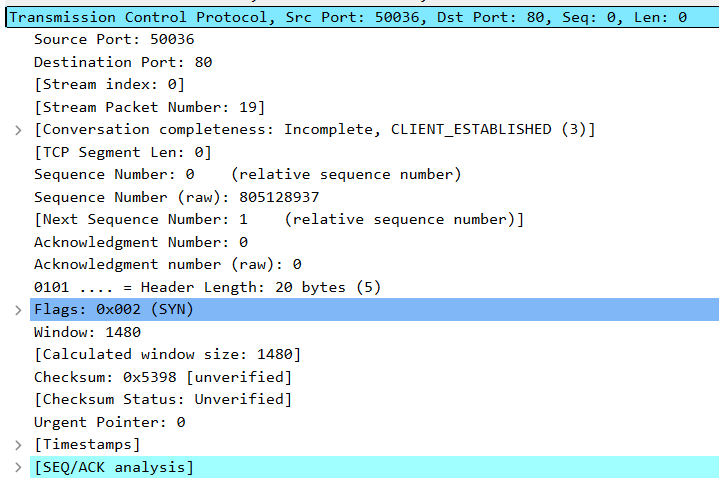 Transmission Control Protocol, Src Port: 50036, Dst Port: 80, Seq: 0, Len: 0
Source Port: 50036
Destination Port: 80
[Stream index: 0]
[Stream Packet Number: 19]
[Conversation completeness: Incomplete, CLIENT_ESTABLISHED (3)]
[TCP Segment Len: 0]
Sequence Number: 0    (relative sequence number)
Sequence Number (raw): 805128937
[Next Sequence Number: 1    (relative sequence number)]
Acknowledgment Number: 0
Acknowledgment number (raw): 0
0101 .... = Header Length: 20 bytes (5)
Flags: 0x002 (SYN)
Window: 1480
[Calculated window size: 1480]
Checksum: 0x5398 [unverified]
[Checksum Status: Unverified]
Urgent Pointer: 0
[Timestamps]
[SEQ/ACK analysis]